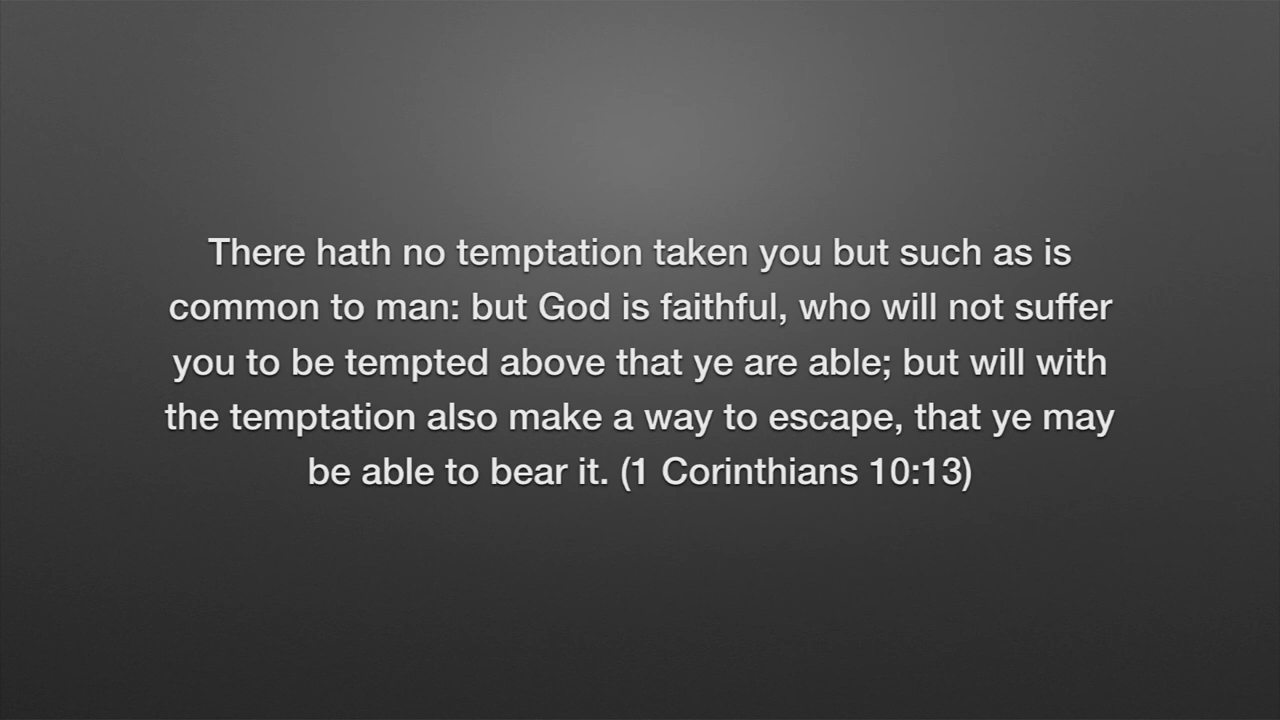 There hath no temptation taken you but such as is
common to man: but God is faithful, who will not suffer
you to be tempted above that ye are able; but will with
the temptation also make a way to escape, that ye may
be able to bear it. (1 Corinthians 10:13)